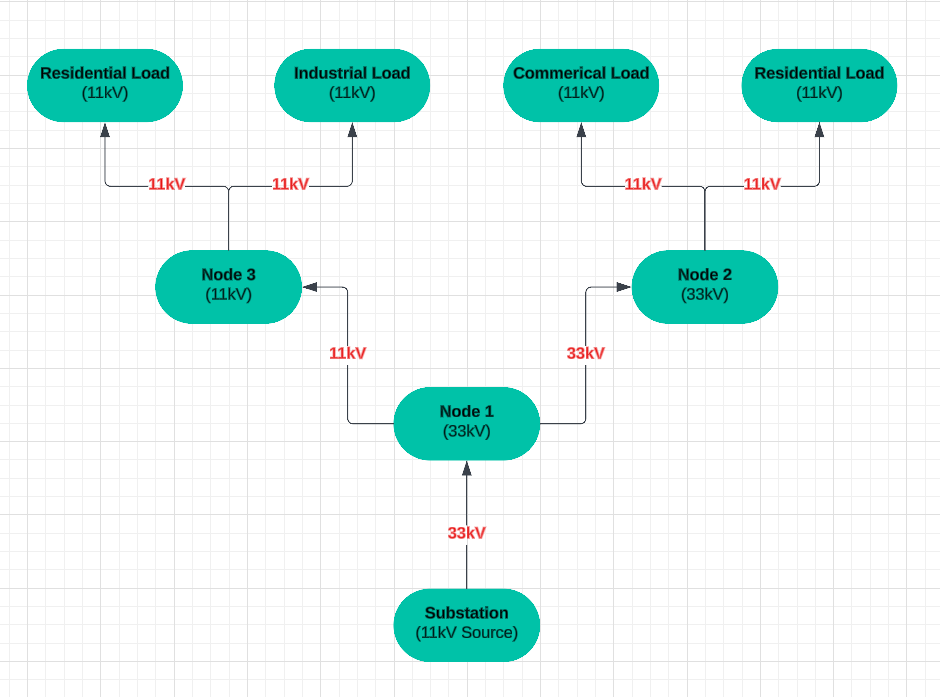 Residential Load
(11kV)
Industrial Load
(11kV)
Commerical Load
(11kV)
Residential Load
(11kV)
11kV
11kV
11kV
11kV
Node 3
(11kV)
Node 2
(33kV)
11kV
33kV
Node 1
(33kV)
33kV
Substation
(11kV Source)